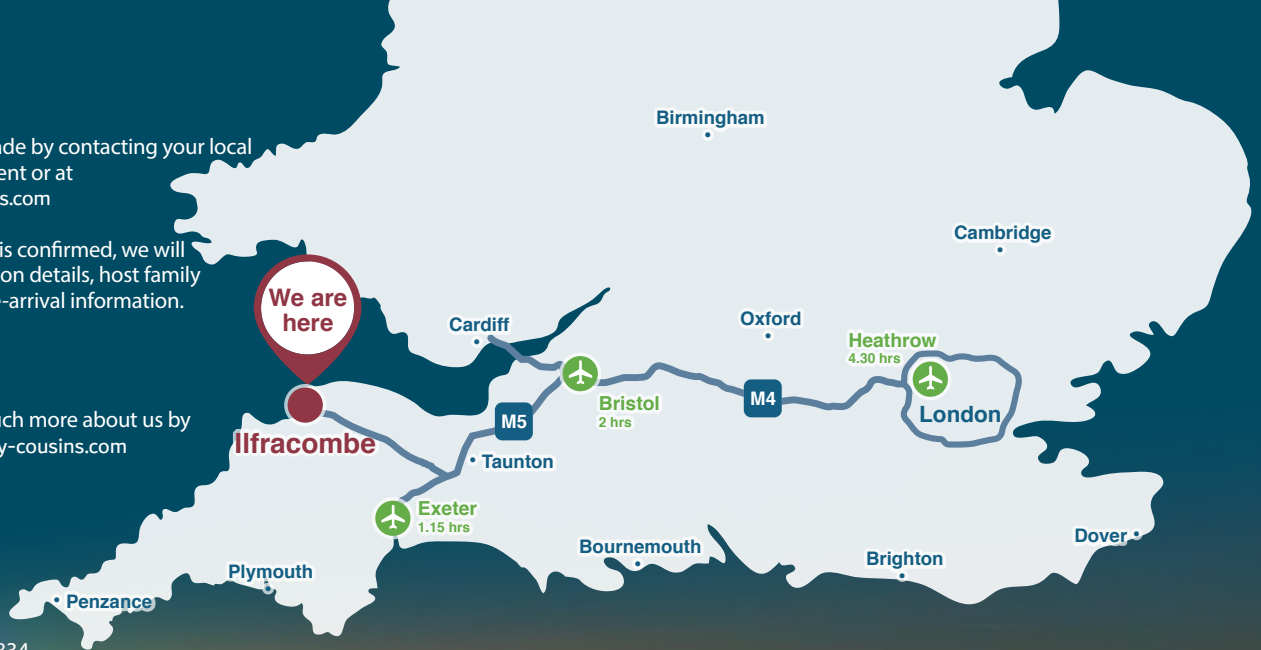 ade by contacting your local
ent or at
s.com
is confirmed, we will
on details, host family
e-arrival information.
uch more about us by
y-cousins.com
334
We are
here
Ilfracombe
Birmingham
Cambridge
Cardiff
Oxford
Heathrow
4.30 hrs
London
M4
Bristol
2 hrs
M5
Taunton
Exeter
1.15 hrs
Bournemouth
Brighton
Dover
Plymouth
Penzance